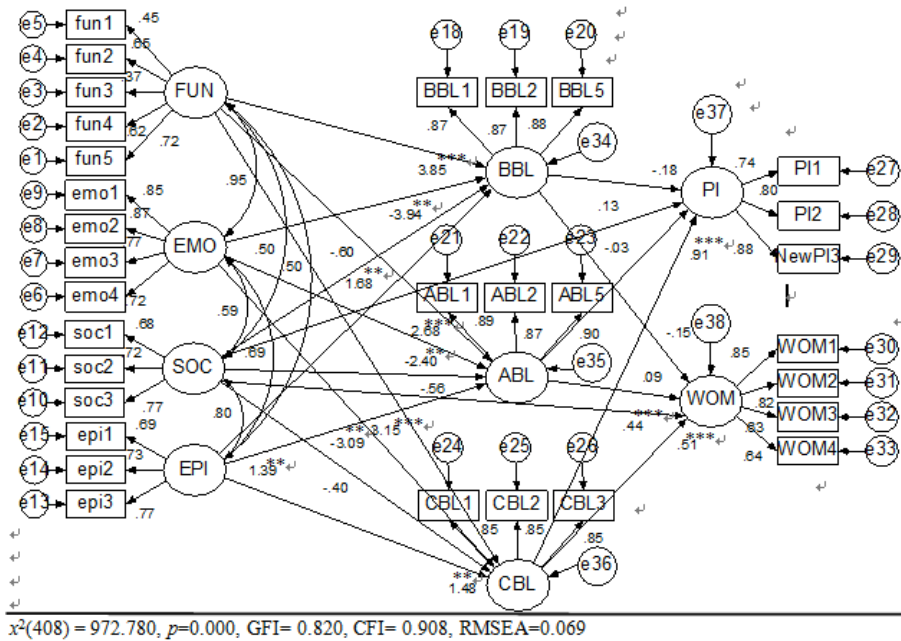 e5 fun1 .45
e4 fun2 .65
e3 fun3 .37
e2 fun4 .62
e1 fun5 .72
FUN
e9 emo1 .85
e8 emo2 .87
e7 emo3 .77
e6 emo4 .72
EMO
e12 soc1 .68
e11 soc2 .72
e10 soc3 .77
SOC
e15 epi1 .69
e14 epi2 .73
e13 epi3 .77
EPI
.95
.50
.50
.59
.69
.80
e18 e19 e20
BBL1 BBL2 BBL5
.87 .87 .88
BBL e34
***
3.85
**
-3.94
-.60
**
1.68
e21 e22 e23
ABL1 ABL2 ABL5
.89 .87 .90
ABL e35
***
2.68
**
-2.40
-.56
**
1.39
**
-3.09
***
3.15
-.40
e24 e25 e26
CBL1 CBL2 CBL3
.85 .85 .85
CBL e36
**
1.48
e37
PI
-.18
.13
-.03
***
.91
.74 PI1 e27
.80 PI2 e28
.88 NewPI3 e29
e38
WOM
-.15
.09
***
.44
***
.51
.85 WOM1 e30
.82 WOM2 e31
.83 WOM3 e32
.64 WOM4 e33
x²(408) = 972.780, p=0.000, GFI= 0.820, CFI= 0.908, RMSEA=0.069